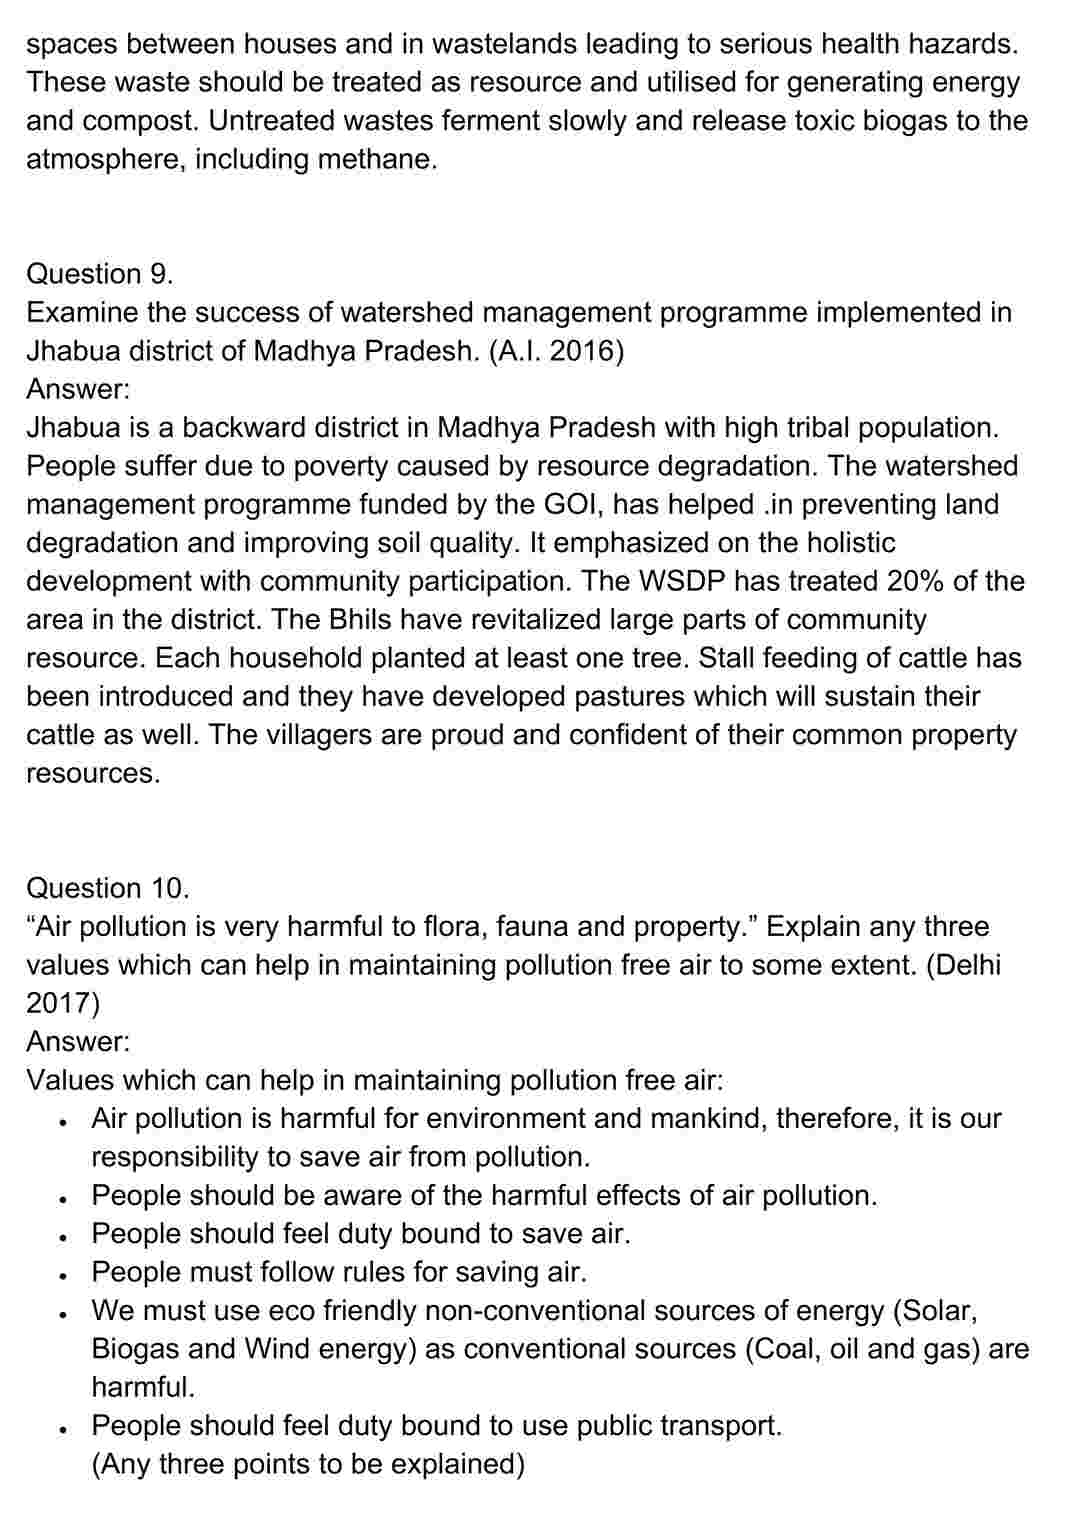 spaces between houses and in wastelands leading to serious health hazards.
These waste should be treated as resource and utilised for generating energy
and compost. Untreated wastes ferment slowly and release toxic biogas to the
atmosphere, including methane.
Question 9.
Examine the success of watershed management programme implemented in
Jhabua district of Madhya Pradesh. (A.I. 2016)
Answer:
Jhabua is a backward district in Madhya Pradesh with high tribal population.
People suffer due to poverty caused by resource degradation. The watershed
management programme funded by the GOI, has helped .in preventing land
degradation and improving soil quality. It emphasized on the holistic
development with community participation. The WSDP has treated 20% of the
area in the district. The Bhils have revitalized large parts of community
resource. Each household planted at least one tree. Stall feeding of cattle has
been introduced and they have developed pastures which will sustain their
cattle as well. The villagers are proud and confident of their common property
resources.
Question 10.
“Air pollution is very harmful to flora, fauna and property.” Explain any three
values which can help in maintaining pollution free air to some extent. (Delhi
2017)
Answer:
Values which can help in maintaining pollution free air:
• Air pollution is harmful for environment and mankind, therefore, it is our
responsibility to save air from pollution.
• People should be aware of the harmful effects of air pollution.
• People should feel duty bound to save air.
• People must follow rules for saving air.
• We must use eco friendly non-conventional sources of energy (Solar,
Biogas and Wind energy) as conventional sources (Coal, oil and gas) are
harmful.
• People should feel duty bound to use public transport.
(Any three points to be explained)